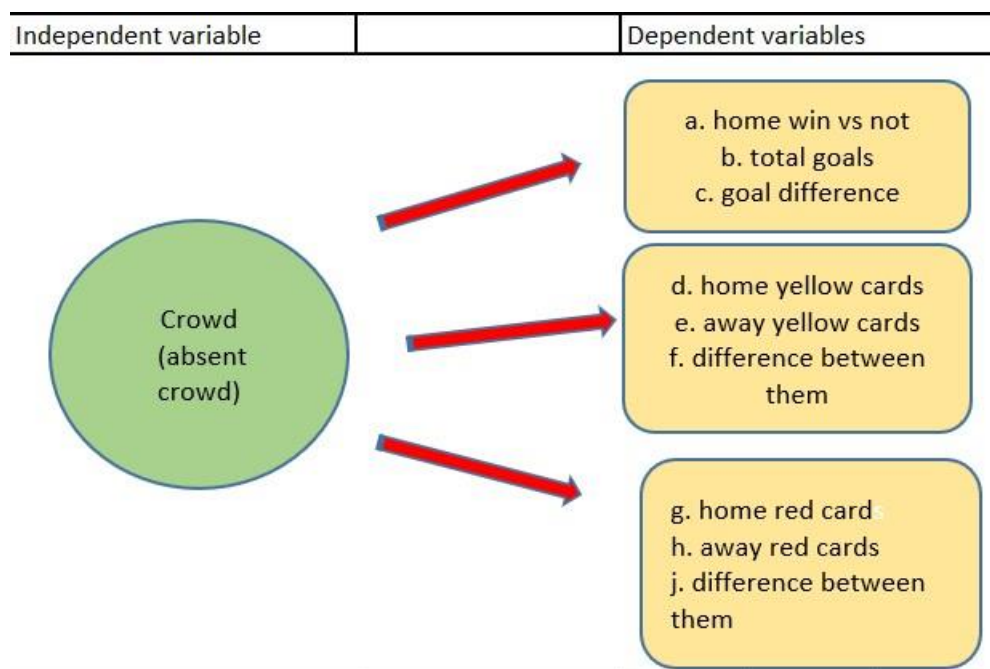 Independent variable
Dependent variables
Crowd
(absent
crowd)
a. home win vs not
b. total goals
c. goal difference
d. home yellow cards
e. away yellow cards
f. difference between
them
g. home red cards
h. away red cards
j. difference between
them